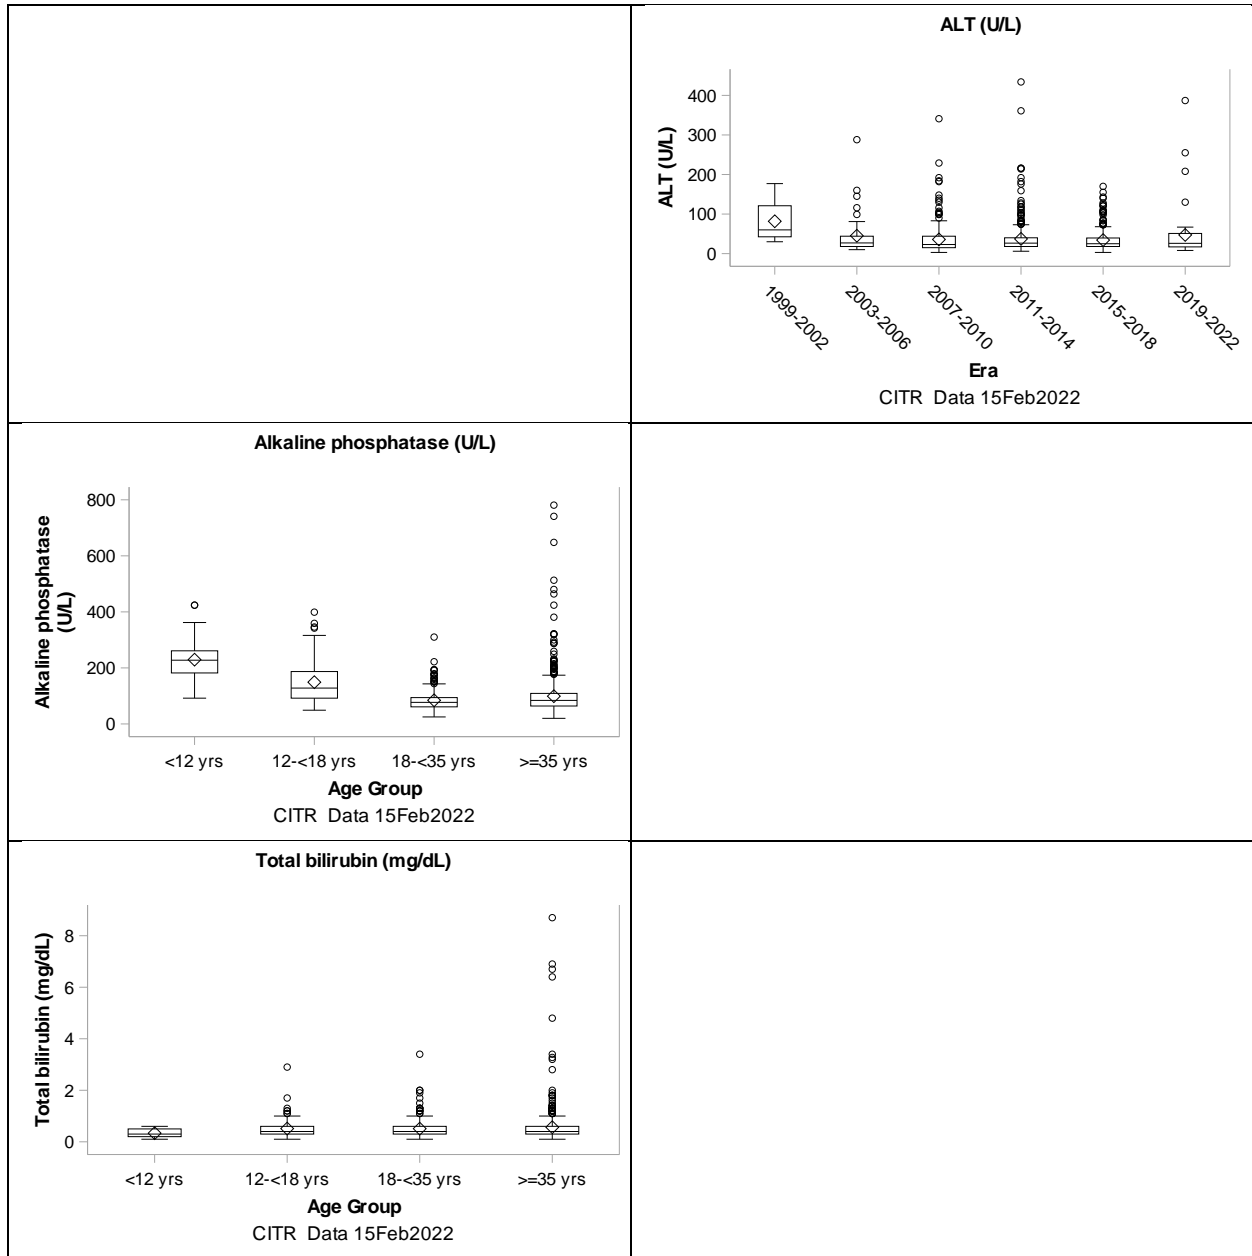 ALT (U/L)
ALT (U/L)
400
300
200
100
0
1999-2002
2003-2006
2007-2010
2011-2014
2015-2018
2019-2022
Era
CITR Data 15Feb2022
Alkaline phosphatase (U/L)
Alkaline phosphatase
(U/L)
800
600
400
200
0
<12 yrs
12-<18 yrs
18-<35 yrs
>=35 yrs
Age Group
CITR Data 15Feb2022
Total bilirubin (mg/dL)
Total bilirubin (mg/dL)
8
6
4
2
0
<12 yrs
12-<18 yrs
18-<35 yrs
>=35 yrs
Age Group
CITR Data 15Feb2022